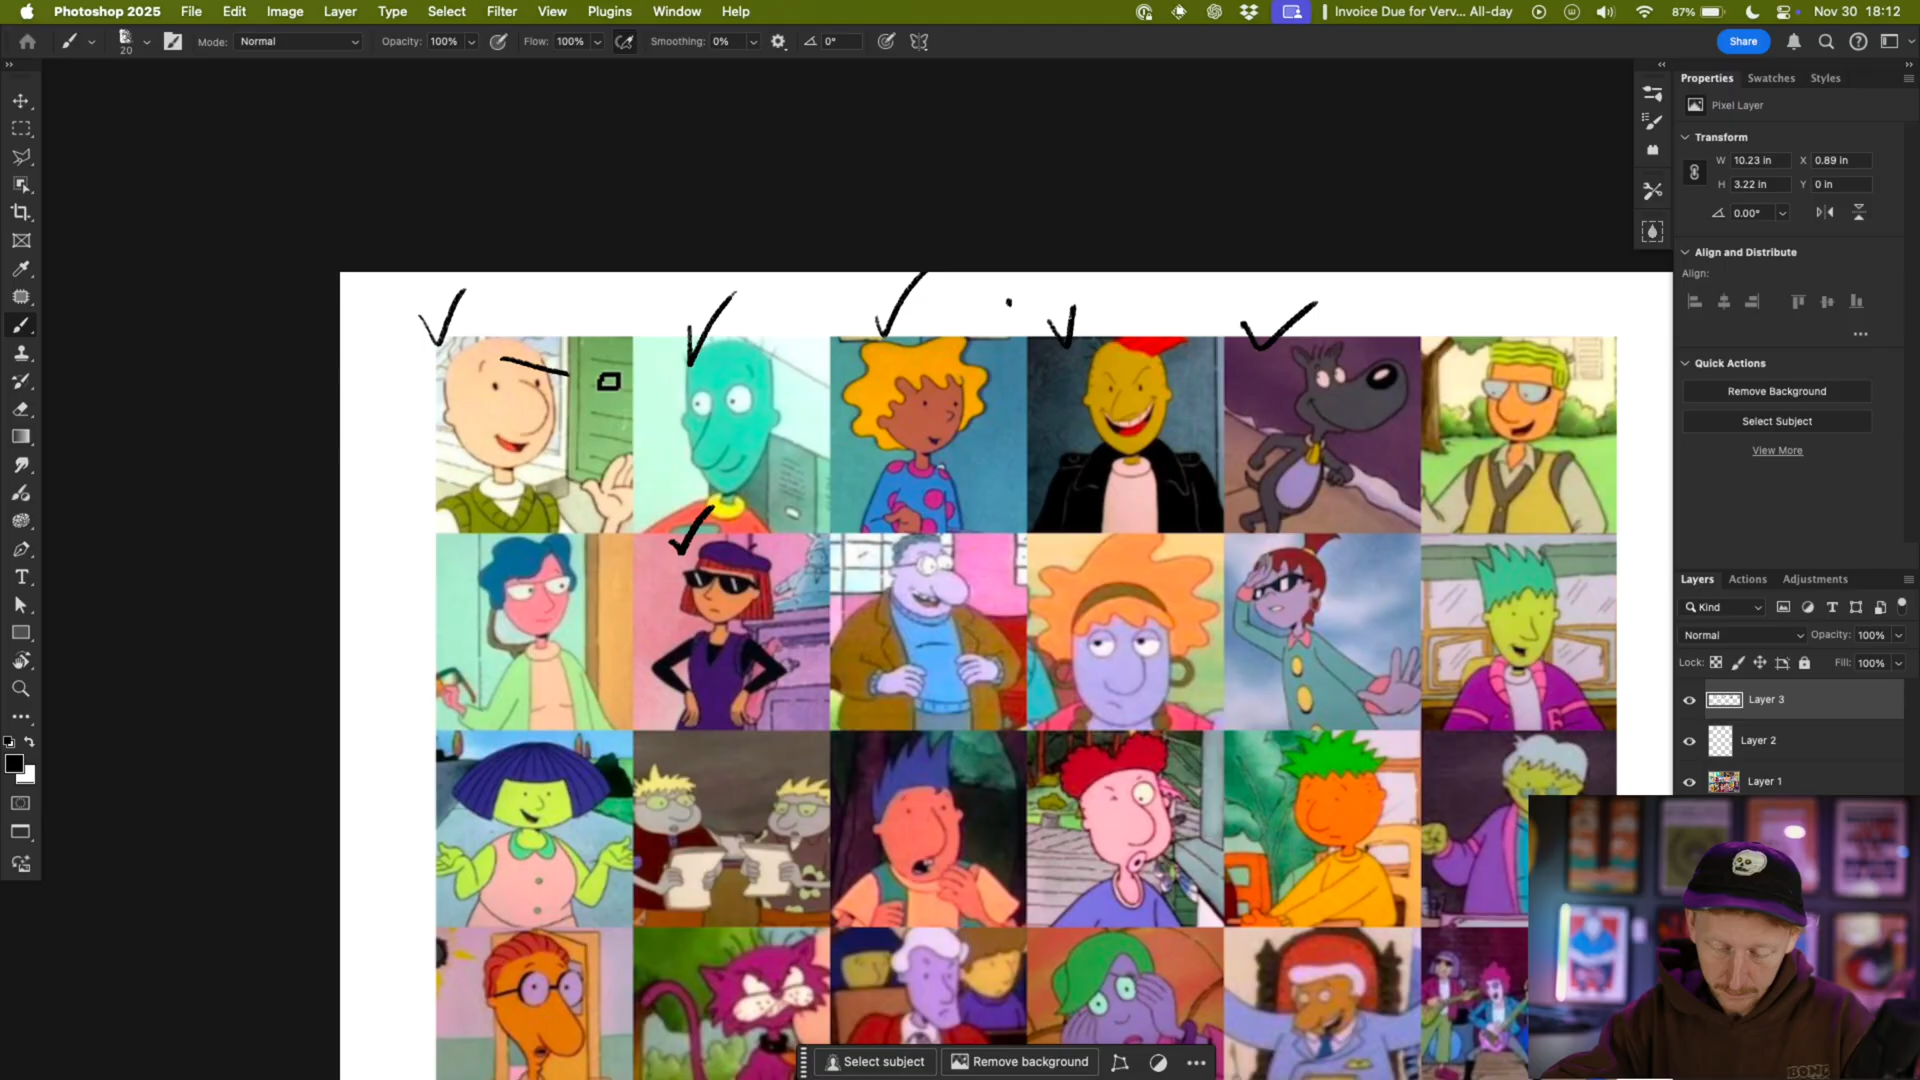 Photoshop 2025 File Edit Image Layer Type Select Filter View Plugins Window Help Invoice Due for Verv... All-day 87% Nov 30 18:12
20 Mode: Normal Opacity: 100% Flow: 100% Smoothing: 0% 0° Share
Properties Swatches Styles
Pixel Layer
Transform
W 10.23 in X 0.89 in
H 3.22 in Y 0 in
0.00°
Align and Distribute
Align:
Quick Actions
Remove Background
Select Subject
View More
Layers Actions Adjustments
Kind
Normal Opacity: 100%
Lock: Fill: 100%
Layer 3
Layer 2
Layer 1
Select subject Remove background